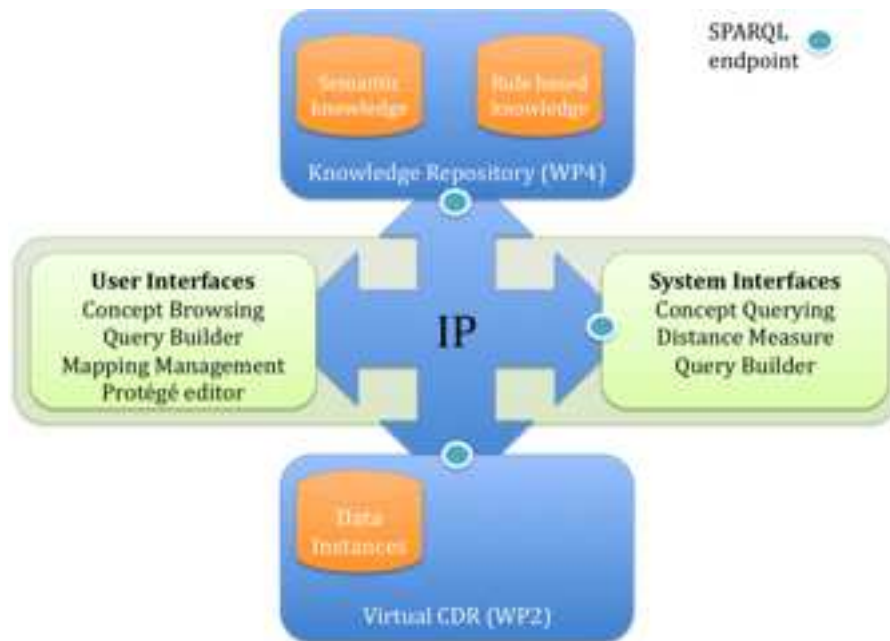 SPARQL
endpoint
Semantic
knowledge
Rule based
knowledge
Knowledge Repository (WP4)
User Interfaces
Concept Browsing
Query Builder
Mapping Management
Protégé editor
IP
System Interfaces
Concept Querying
Distance Measure
Query Builder
Data
Instances
Virtual CDR (WP2)